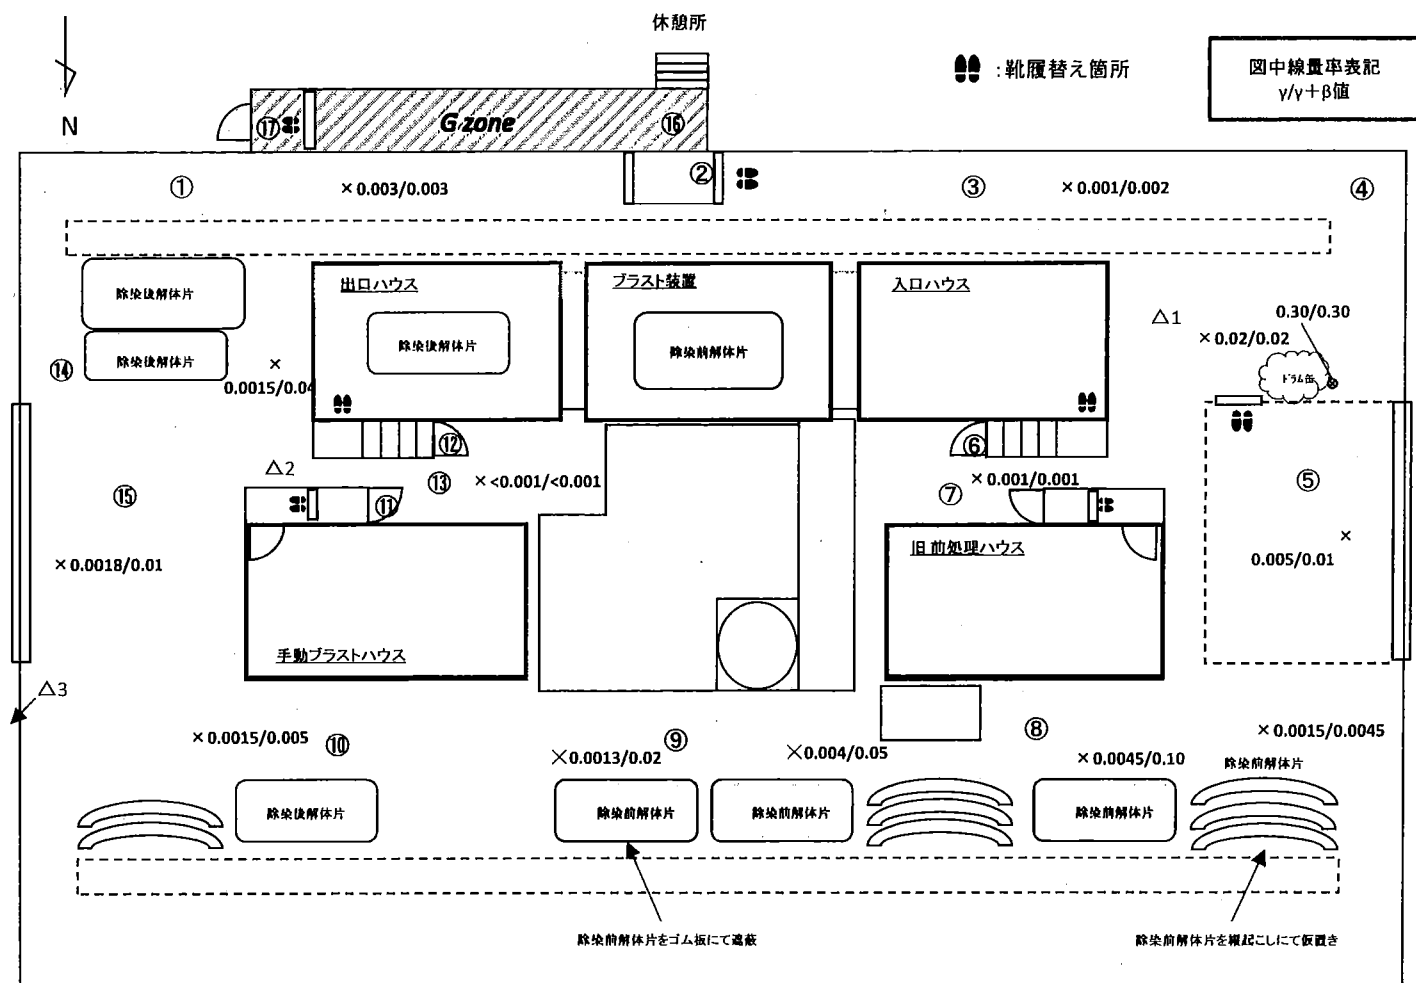 休憩所
:靴履替え箇所
図中線量率表記
γ/γ+β値
N
⑰
G zone
⑯
①
×0.003/0.003
②
③
×0.001/0.002
④
除染後解体片
出口ハウス
ブラスト装置
入口ハウス
△1
0.30/0.30
×0.02/0.02
除染後解体片
除染前解体片
ドラム缶
⑭
除染後解体片
×
0.0015/0.04
⑫
⑥
△2
⑬
×<0.001/<0.001
×0.001/0.001
⑮
⑪
⑦
⑤
×0.0018/0.01
旧前処理ハウス
×
0.005/0.01
手動ブラストハウス
△3
×0.0015/0.005
⑩
⑨
×0.0013/0.02
×0.004/0.05
⑧
×0.0045/0.10
×0.0015/0.0045
除染前解体片
除染後解体片
除染前解体片
除染前解体片
除染前解体片
除染前解体片をゴム板にて遮蔽
除染前解体片を縦起こしにて仮置き